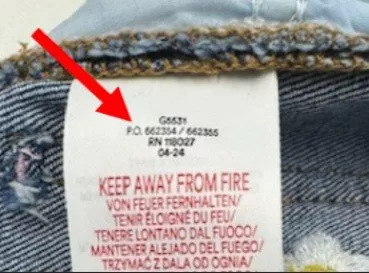 G5531
P.O. 662354 / 662355
RN 118027
04-24
KEEP AWAY FROM FIRE
VON FEUER FERNHALTEN/
TENIR ÉLOIGNÉ DU FEU/
TENERE LONTANO DAL FUOCO/
MANTENER ALEJADO DEL FUEGO/
TRZYMAĆ Z DALA OD OGNIA/